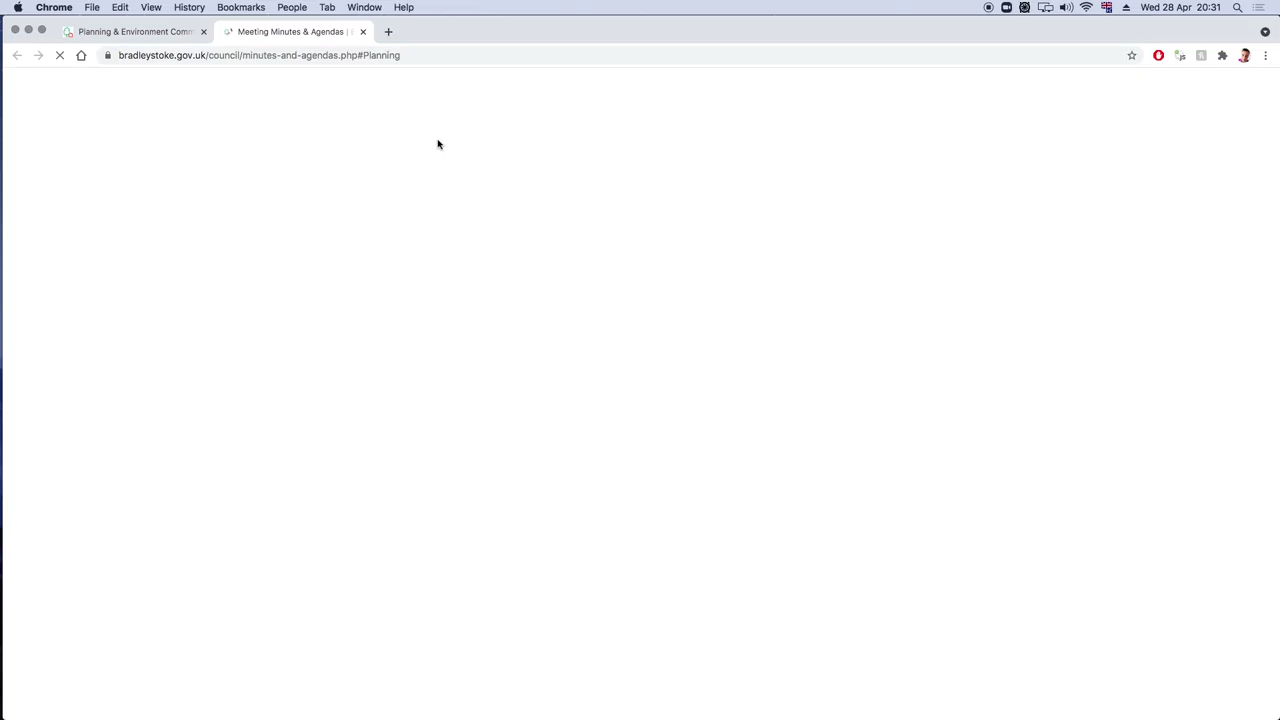 Chrome File Edit View History Bookmarks People Tab Window Help Wed 28 Apr 20:31
Planning & Environment Comm Meeting Minutes & Agendas |
bradleystoke.gov.uk/council/minutes-and-agendas.php#Planning